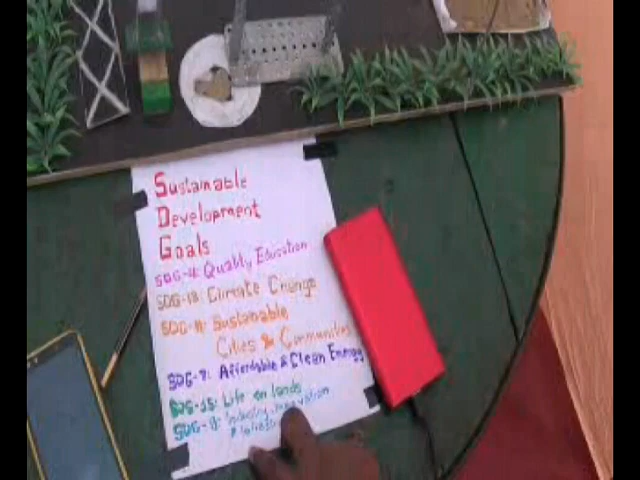 Sustainable
Development
Goals
SDG-4: Quality Education
SDG-13: Climate Change
SDG-11: Sustainable
Cities & Communities
SDG-7: Affordable & Clean Energy
SDG-15: Life on lands
SDG-9: Industry, Innovation
&